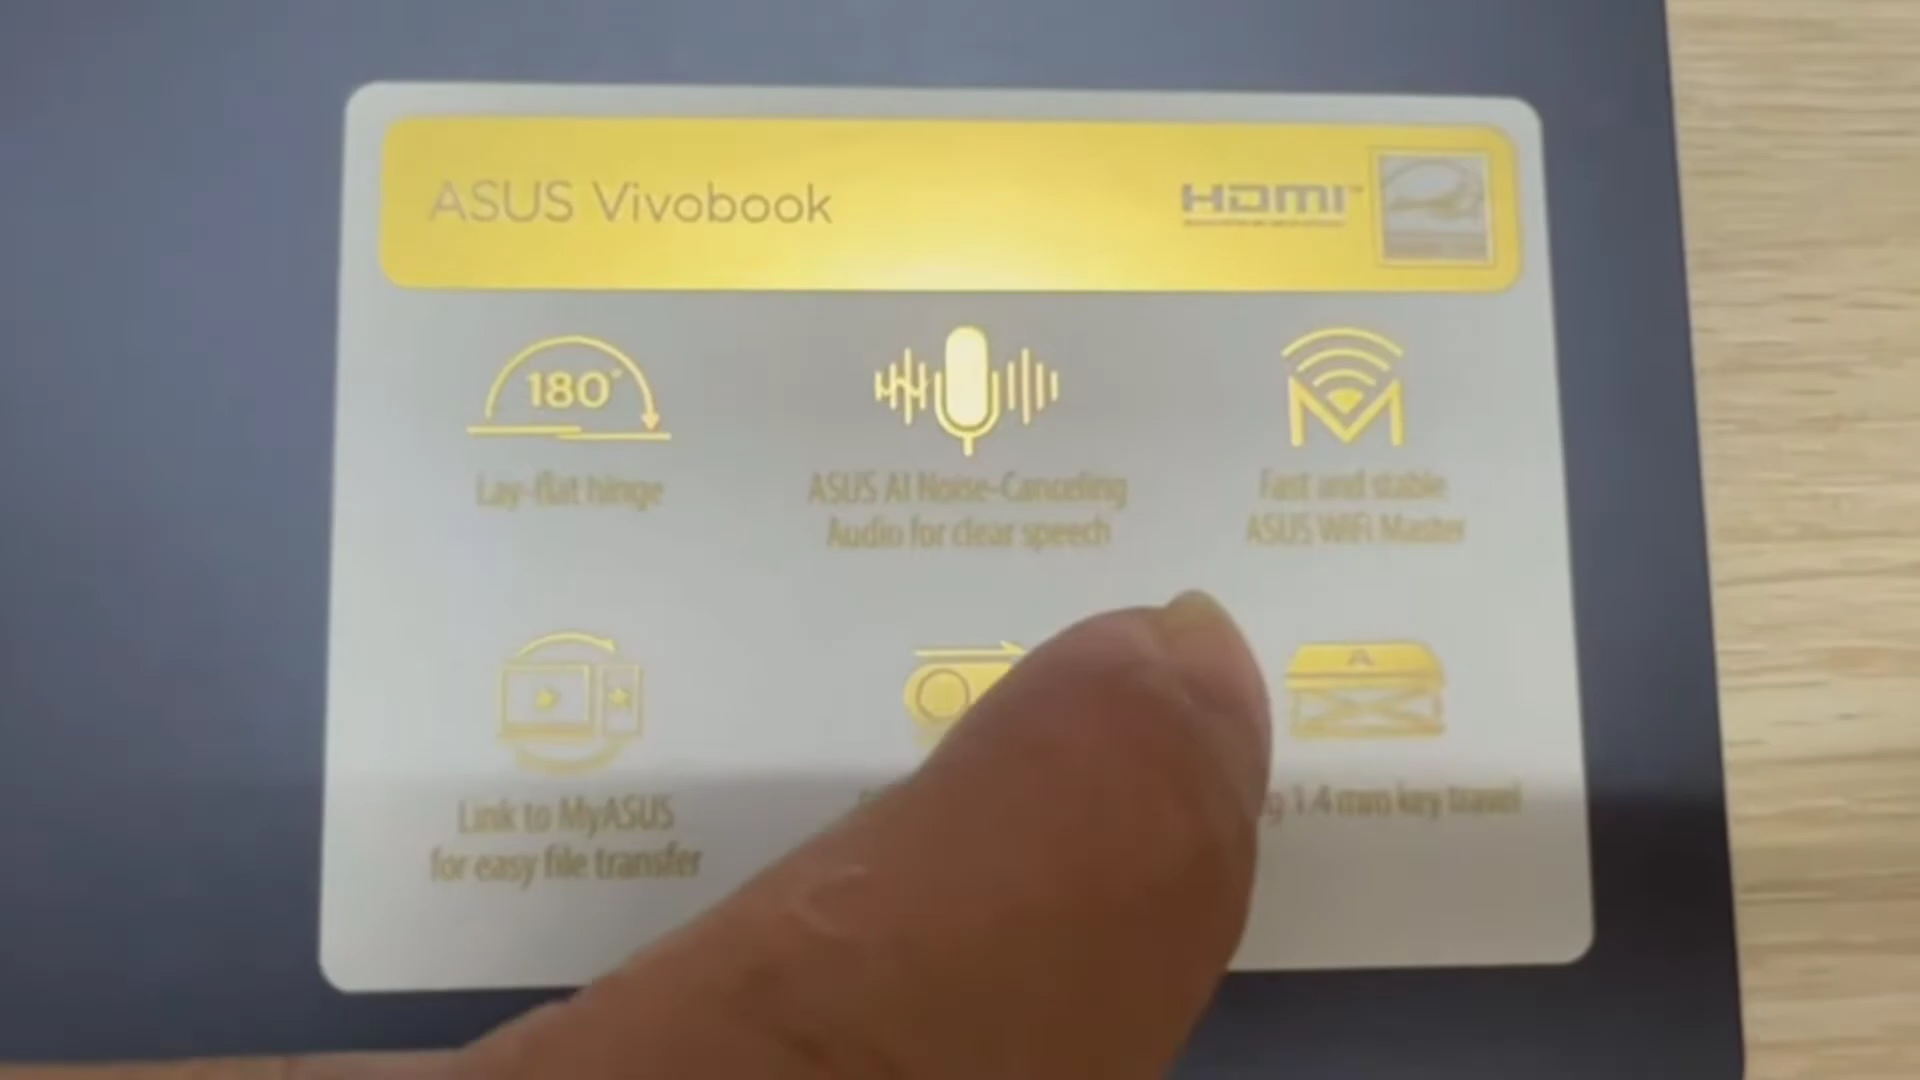 ASUS Vivobook
HDMI™
180°
Lay-flat hinge
ASUS AI Noise-Canceling
Audio for clear speech
Fast and stable
ASUS WiFi Master
Link to MyASUS
for easy file transfer
1.4 mm key travel